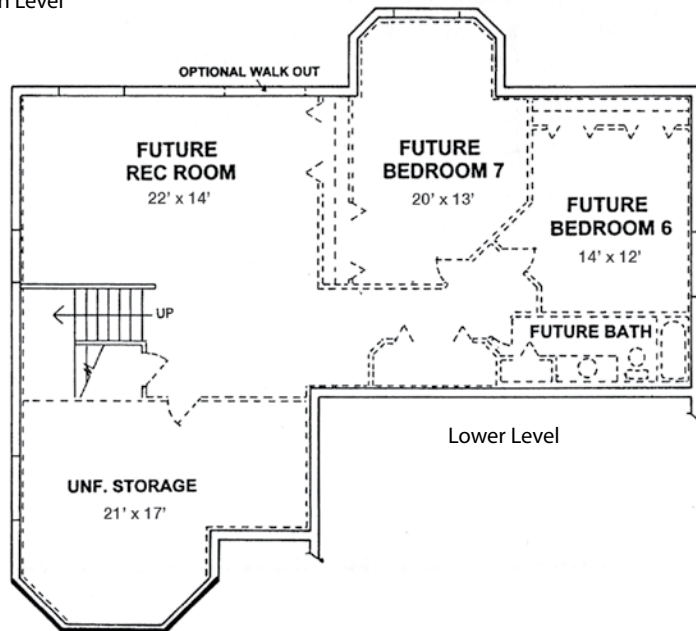 OPTIONAL WALK OUT
FUTURE
REC ROOM
22' x 14'
FUTURE
BEDROOM 7
20' x 13'
FUTURE
BEDROOM 6
14' x 12'
UP
FUTURE BATH
Lower Level
UNF. STORAGE
21' x 17'